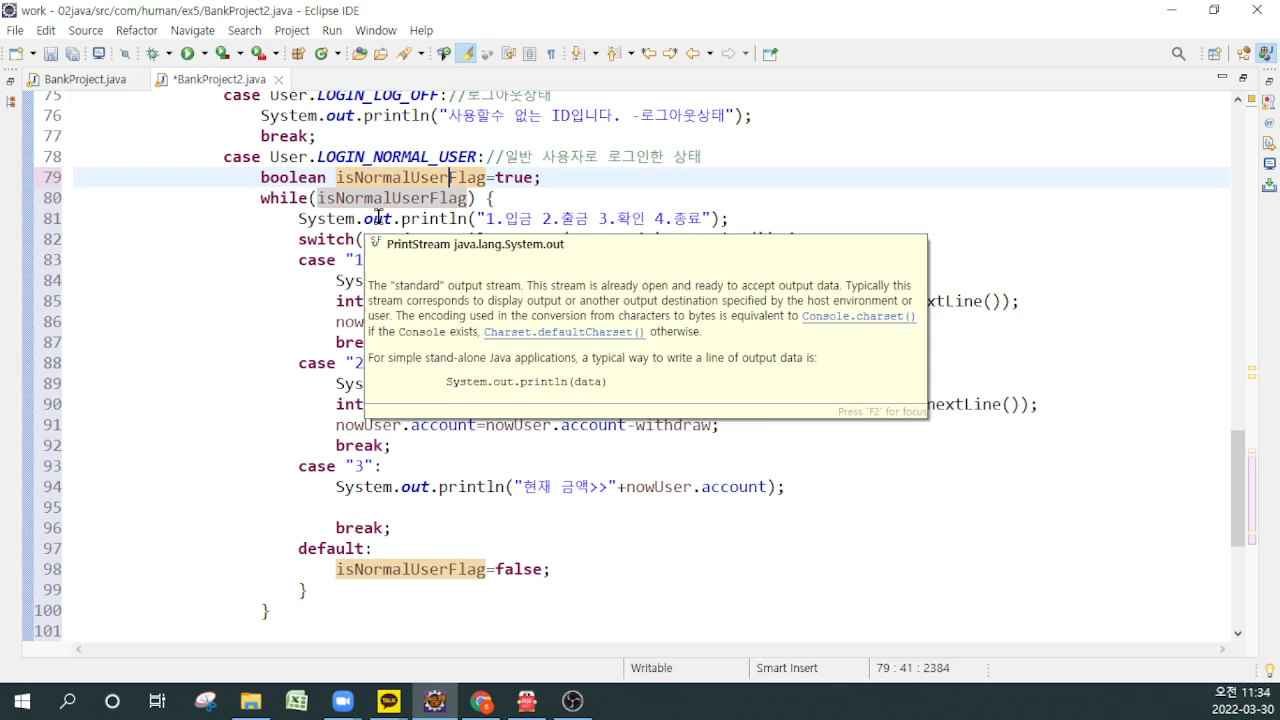 work - 02java/src/com/human/ex5/BankProject2.java - Eclipse IDE
File Edit Source Refactor Navigate Search Project Run Window Help
BankProject.java *BankProject2.java
75 case User.LOGIN_LOG_OFF://로그아웃상태
76 System.out.println("사용할수 없는 ID입니다. -로그아웃상태");
77 break;
78 case User.LOGIN_NORMAL_USER://일반 사용자로 로그인한 상태
79 boolean isNormalUserFlag=true;
80 while(isNormalUserFlag) {
81 System.out.println("1.입금 2.출금 3.확인 4.종료");
82 switch(
PrintStream java.lang.System.out
83 case "1
84 Sys
The "standard" output stream. This stream is already open and ready to accept output data. Typically this
85 int extLine());
stream corresponds to display output or another output destination specified by the host environment or
user. The encoding used in the conversion from characters to bytes is equivalent to Console.charset()
86 now
if the Console exists, Charset.defaultCharset() otherwise.
87 bre
88 case "2
For simple stand-alone Java applications, a typical way to write a line of output data is:
89 Sys
System.out.println(data)
90 int nextLine());
Press 'F2' for focus
91 nowUser.account=nowUser.account-withdraw;
92 break;
93 case "3":
94 System.out.println("현재 금액>>"+nowUser.account);
95
96 break;
97 default:
98 isNormalUserFlag=false;
99 }
100 }
101
Writable Smart Insert 79 : 41 : 2384
오전 11:34
2022-03-30